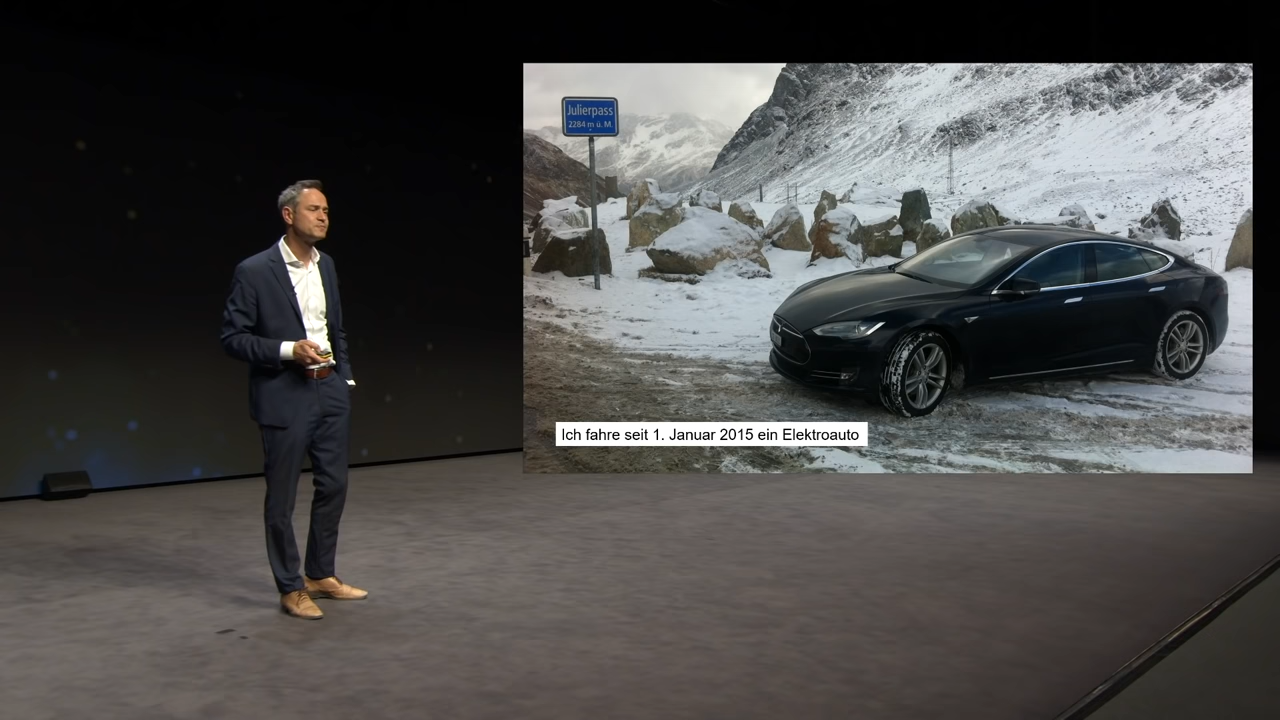 Julierpass
2284 m ü. M.
Ich fahre seit 1. Januar 2015 ein Elektroauto